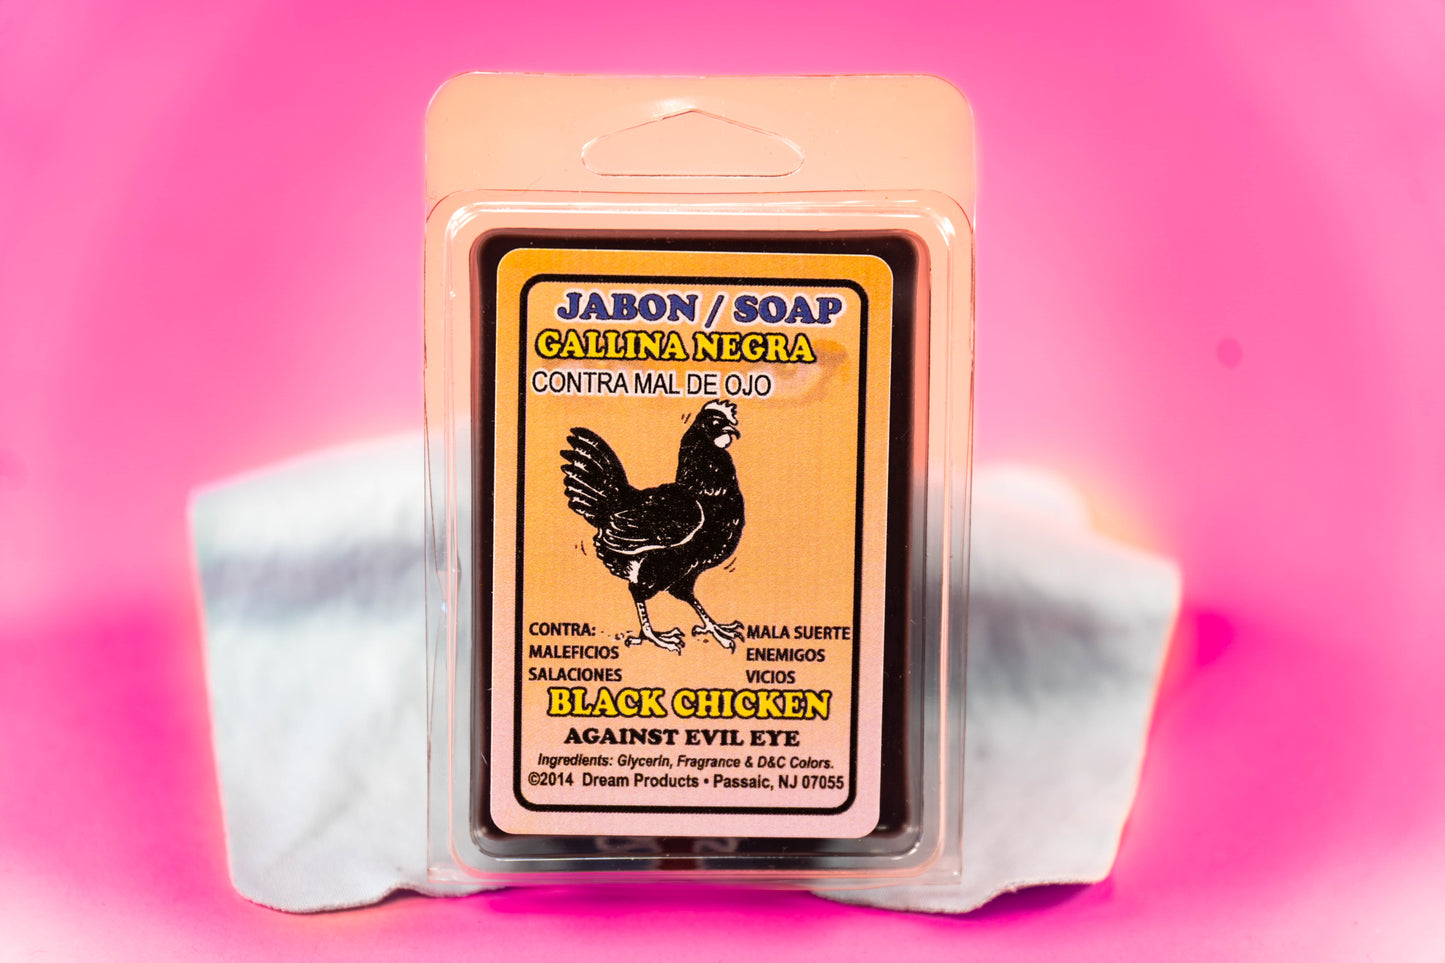 JABON / SOAP
GALLINA NEGRA
CONTRA MAL DE OJO
CONTRA:
MALEFICIOS
SALACIONES
MALA SUERTE
ENEMIGOS
VICIOS
BLACK CHICKEN
AGAINST EVIL EYE
Ingredients: Glycerin, Fragrance & D&C Colors.
©2014 Dream Products • Passaic, NJ 07055